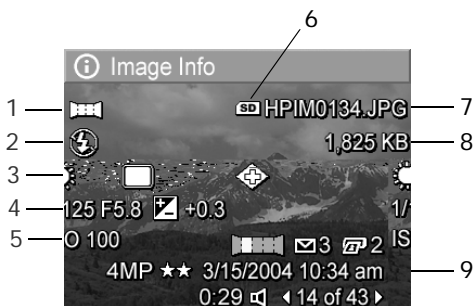 6
Image Info
1
SD HPIM0134.JPG 7
2 1,825 KB 8
3
4 125 F5.8 +0.3 1/
5 O 100 3 2 IS
4MP ★★ 3/15/2004 10:34 am 9
0:29 14 of 43